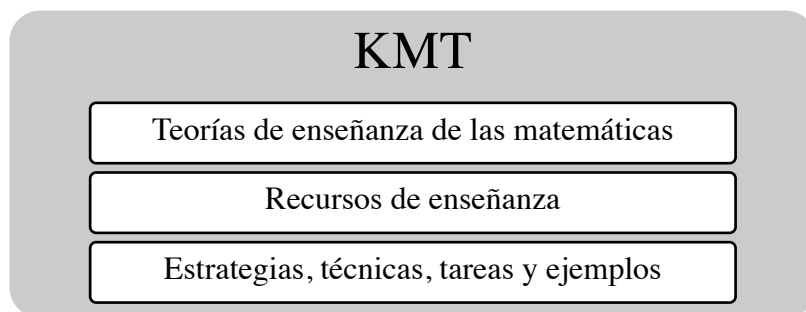 KMT
Teorías de enseñanza de las matemáticas
Recursos de enseñanza
Estrategias, técnicas, tareas y ejemplos